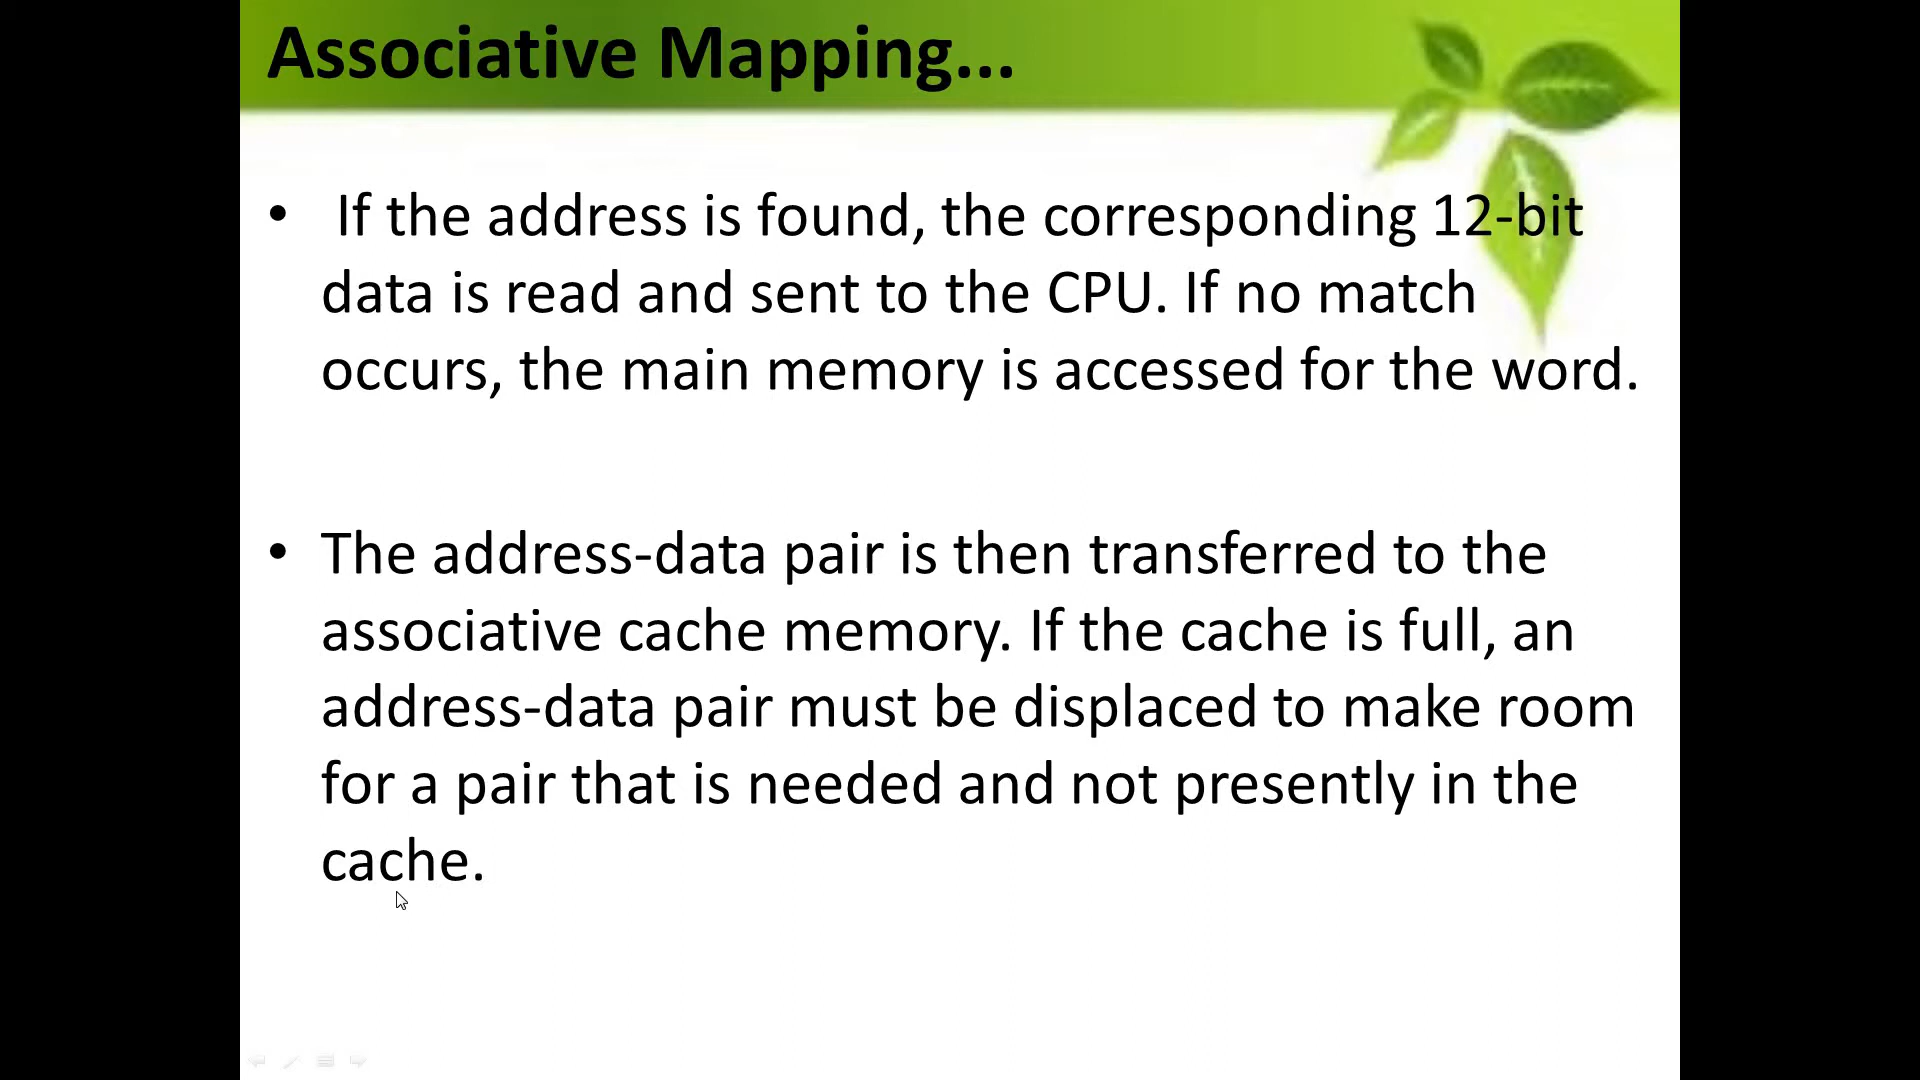 Associative Mapping...
• If the address is found, the corresponding 12-bit
data is read and sent to the CPU. If no match
occurs, the main memory is accessed for the word.
• The address-data pair is then transferred to the
associative cache memory. If the cache is full, an
address-data pair must be displaced to make room
for a pair that is needed and not presently in the
cache.